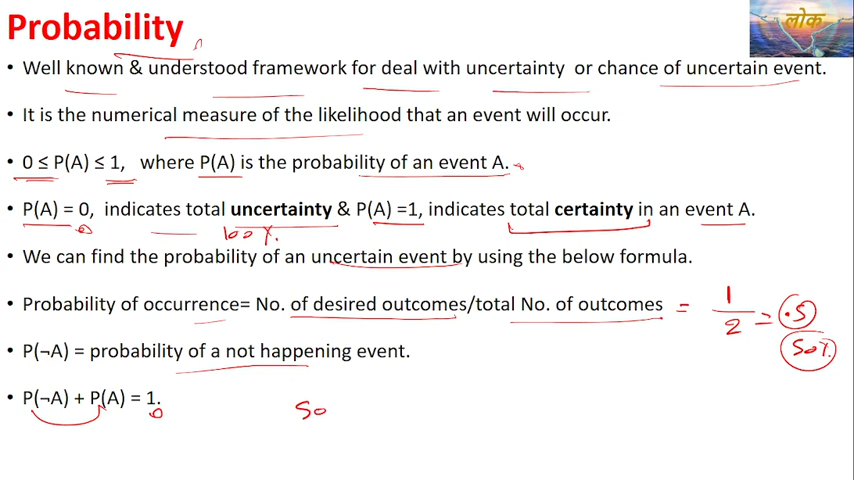 Probability
लोक
• Well known & understood framework for deal with uncertainty or chance of uncertain event.
• It is the numerical measure of the likelihood that an event will occur.
• 0 ≤ P(A) ≤ 1, where P(A) is the probability of an event A.
• P(A) = 0, indicates total uncertainty & P(A) =1, indicates total certainty in an event A.
100 %.
• We can find the probability of an uncertain event by using the below formula.
• Probability of occurrence= No. of desired outcomes/total No. of outcomes = 1/2 = .5
50%
• P(¬A) = probability of a not happening event.
• P(¬A) + P(A) = 1.
50